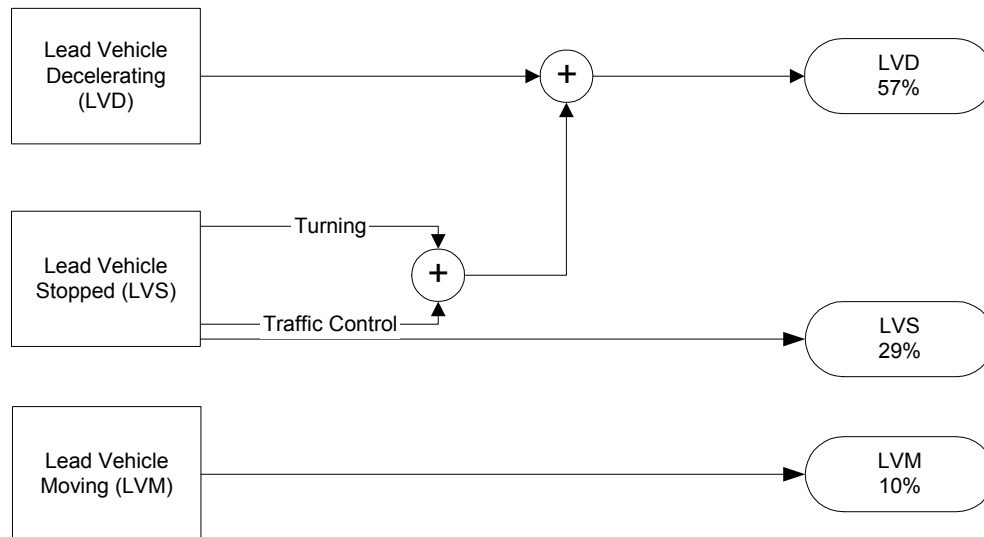 Lead Vehicle
Decelerating
(LVD)
+
LVD
57%
Turning
Lead Vehicle
Stopped (LVS)
+
Traffic Control
LVS
29%
Lead Vehicle
Moving (LVM)
LVM
10%